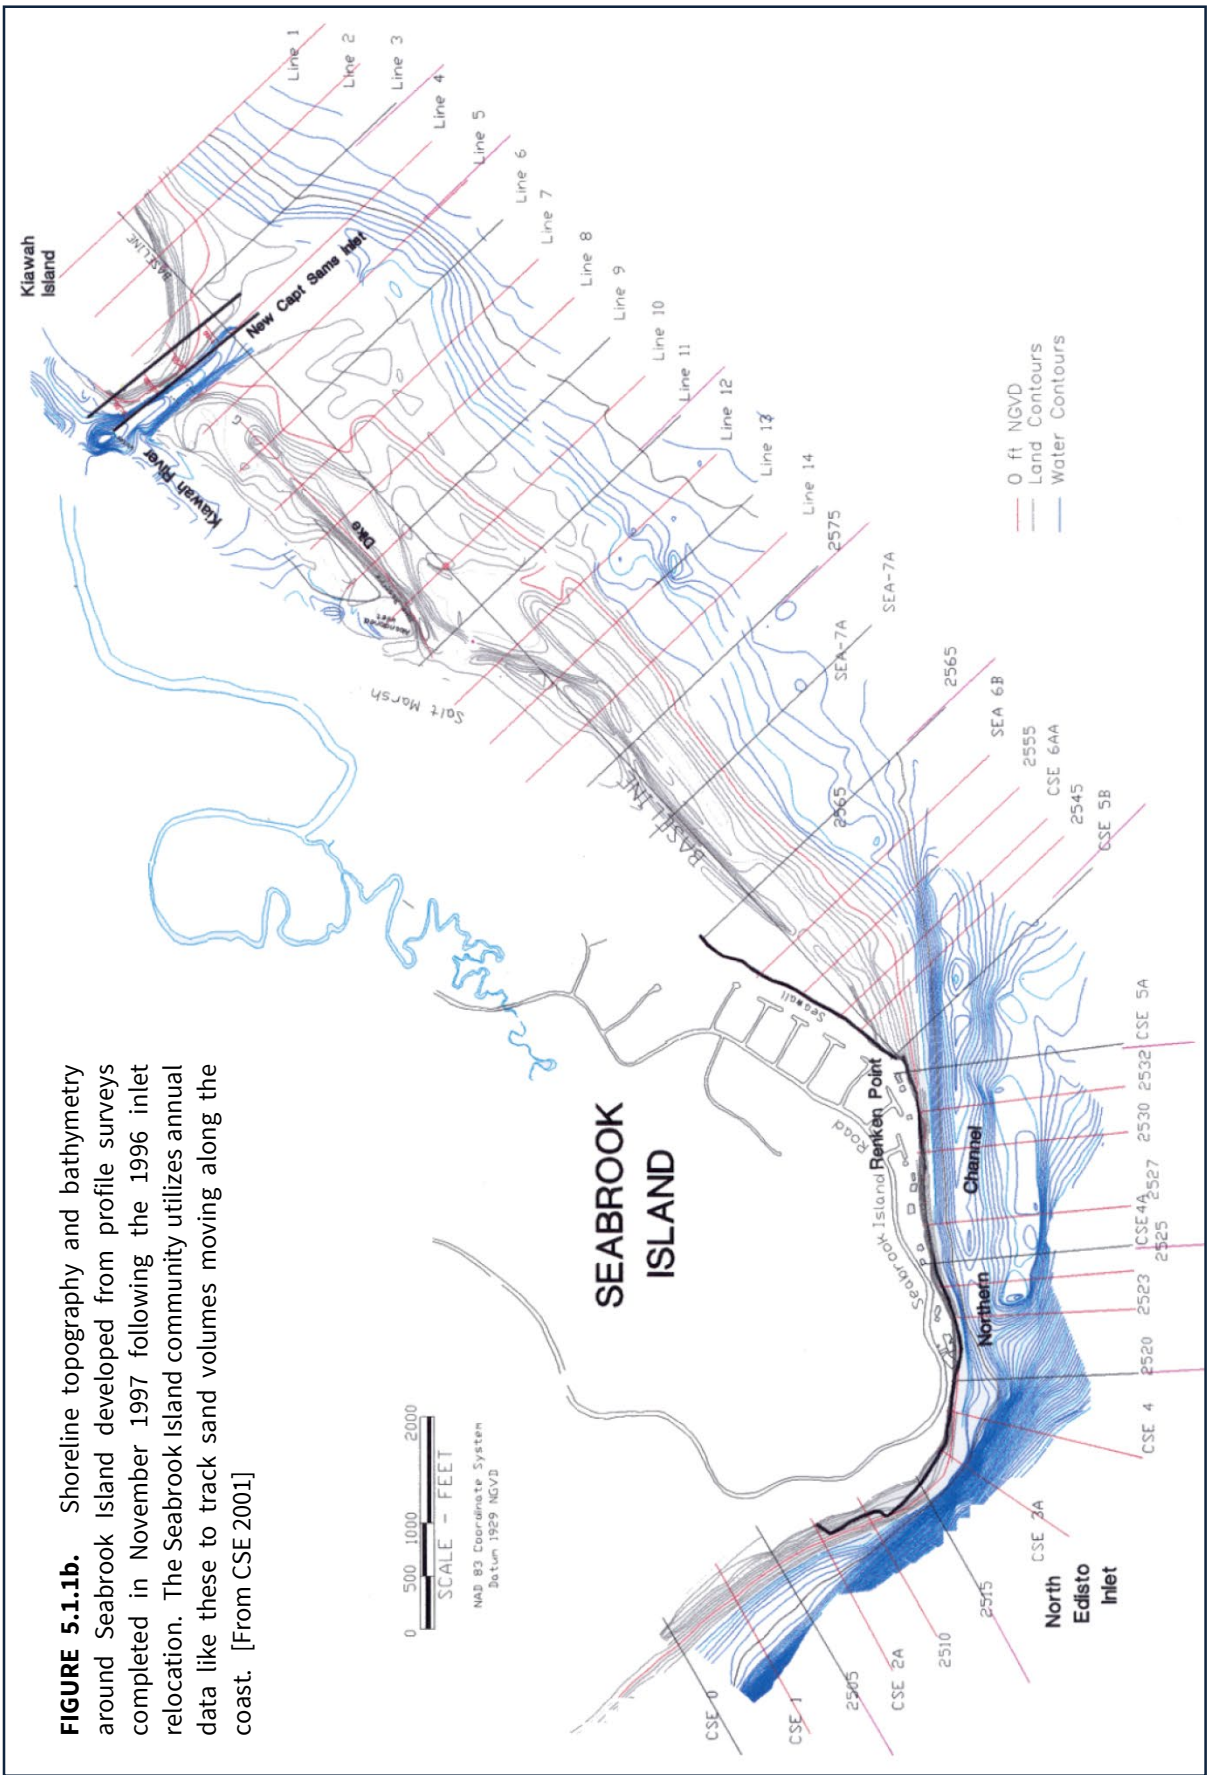 FIGURE 5.1.1b. Shoreline topography and bathymetry
around Seabrook Island developed from profile surveys
completed in November 1997 following the 1996 inlet
relocation. The Seabrook Island community utilizes annual
data like these to track sand volumes moving along the
coast. [From CSE 2001]
Kiawah
Island
Line 1
Line 2
Line 3
Line 4
Line 5
Line 6
Line 7
Line 8
Line 9
Line 10
Line 11
Line 12
Line 13
Line 14
2575
SEA-7A
SEA-7A
2565
2565
SEA 6B
2555
CSE 6AA
2545
CSE 5B
CSE 5A
2532
2530
2527
CSE4A
2525
2523
2520
CSE 4
CSE 3A
2515
2510
CSE 2A
2505
CSE 1
CSE 0
BASELINE
New Capt Sams Inlet
Kiawah River
Dike
Abandoned
Inlet
Salt Marsh
BASELINE
Seawall
Renken Point
Seabrook Island Road
SEABROOK
ISLAND
Northern Channel
North
Edisto
Inlet
0 500 1000 2000
SCALE - FEET
NAD 83 Coordinate System
Datum 1929 NGVD
0 ft NGVD
Land Contours
Water Contours